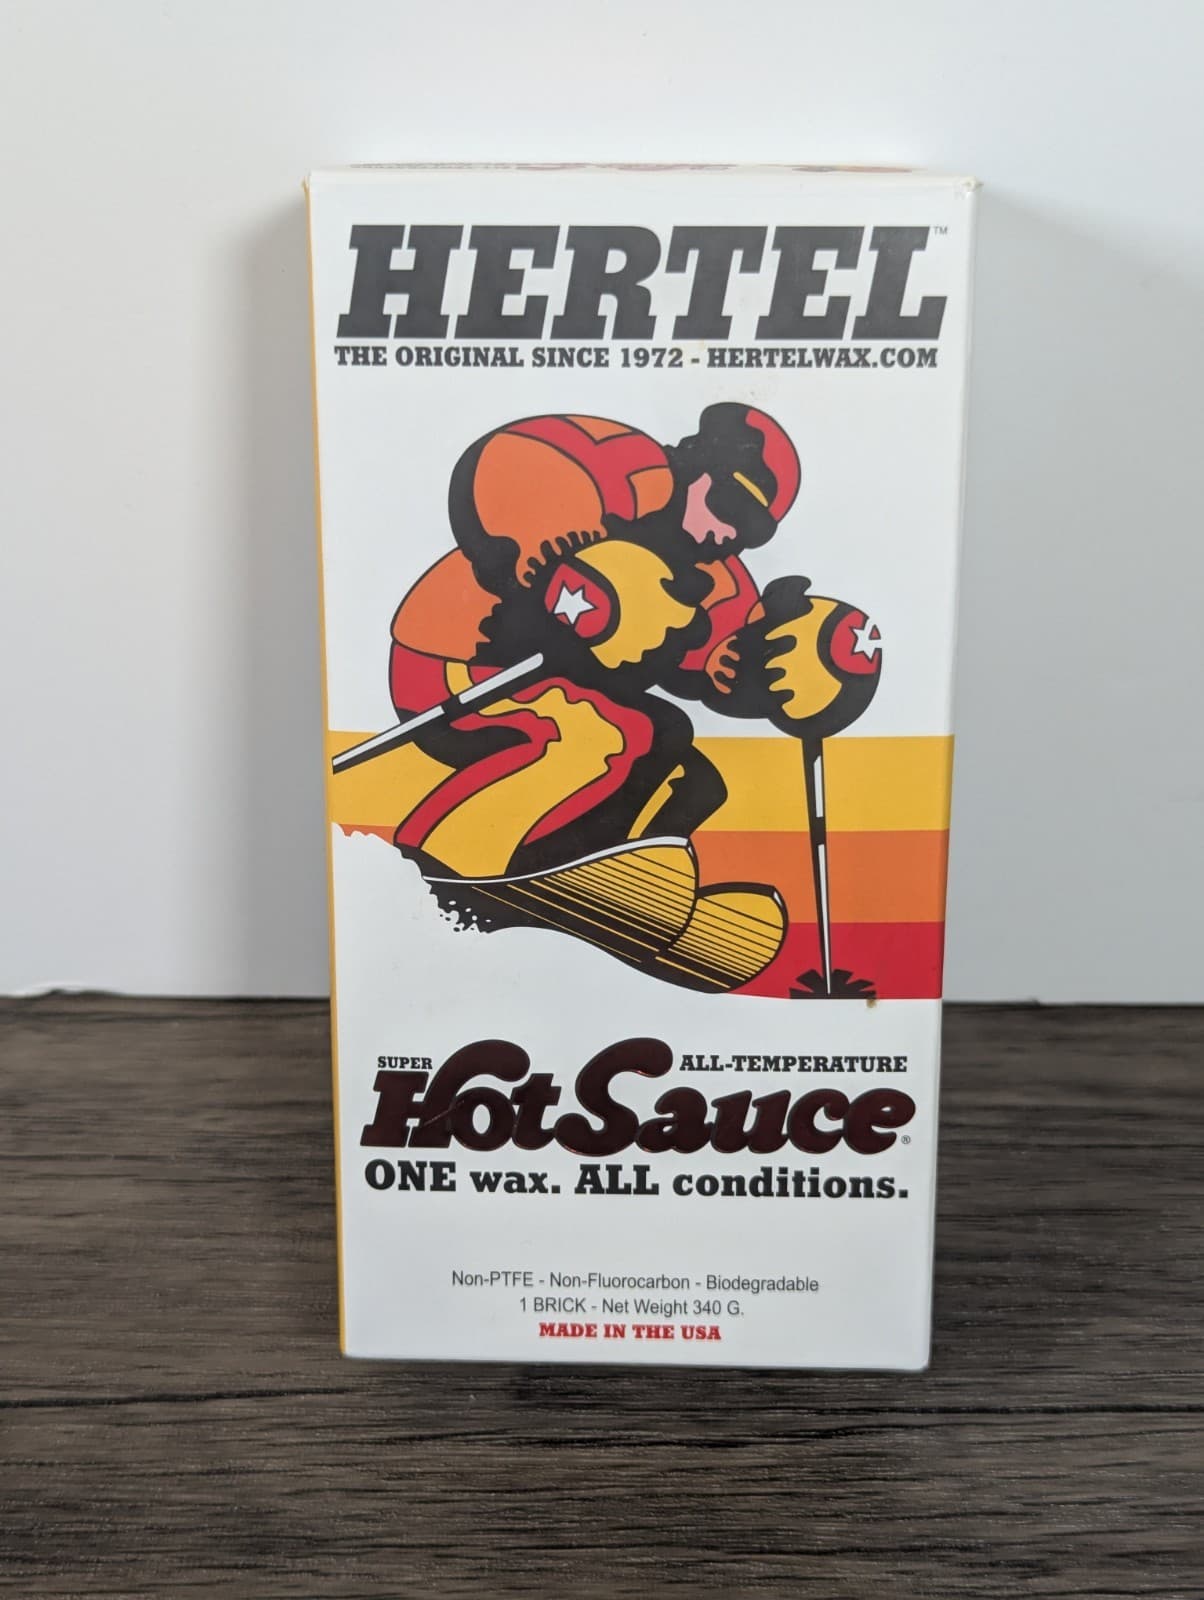 HERTEL™
THE ORIGINAL SINCE 1972 - HERTELWAX.COM
SUPER ALL-TEMPERATURE
HotSauce®
ONE wax. ALL conditions.
Non-PTFE - Non-Fluorocarbon - Biodegradable
1 BRICK - Net Weight 340 G.
MADE IN THE USA